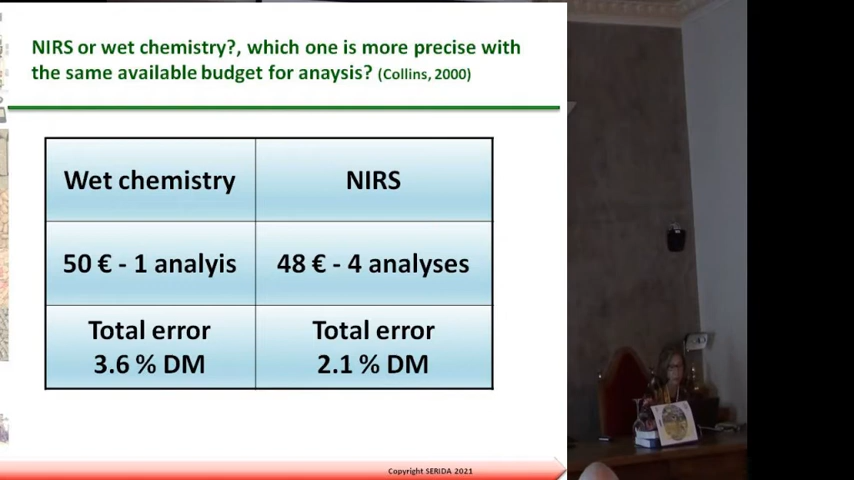 NIRS or wet chemistry?, which one is more precise with
the same available budget for anaysis? (Collins, 2000)
Wet chemistry
NIRS
50 € - 1 analyis
48 € - 4 analyses
Total error
3.6 % DM
Total error
2.1 % DM
Copyright SERIDA 2021